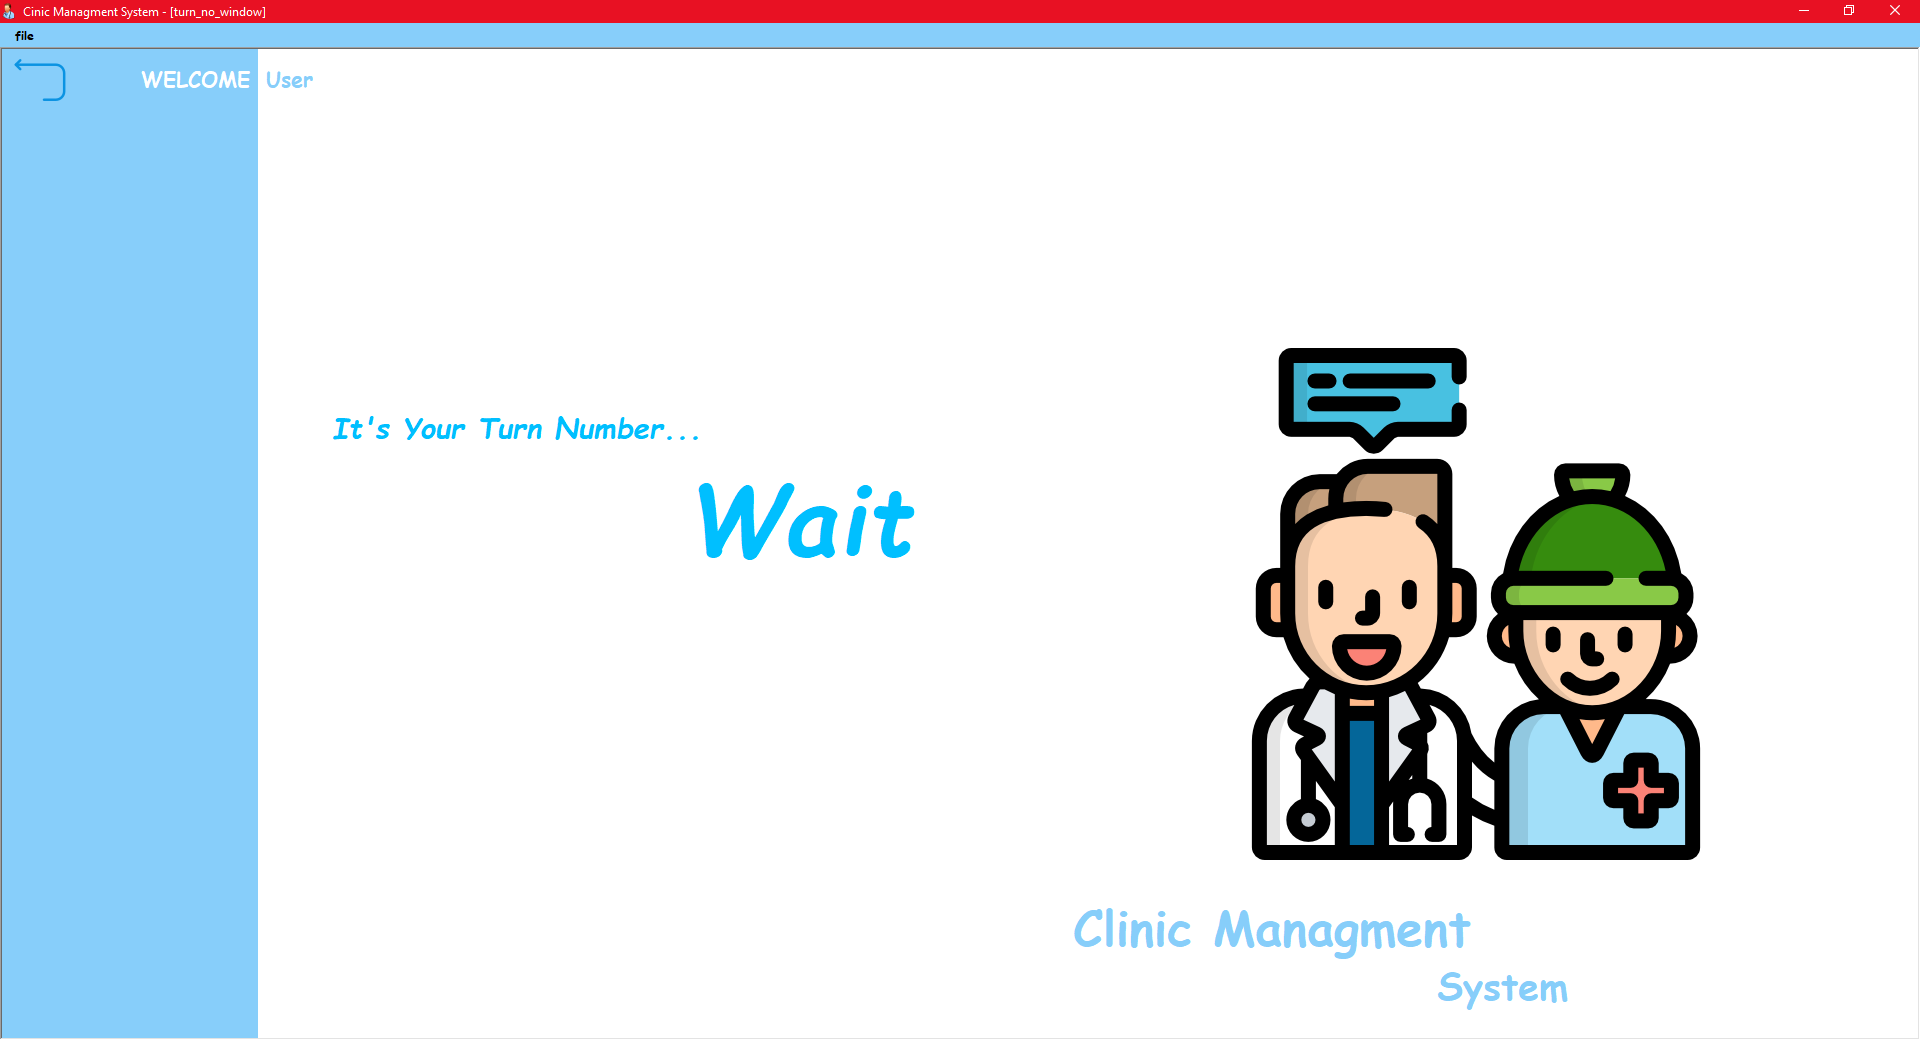 Cinic Managment System - [turn_no_window]
file
WELCOME User
It's Your Turn Number...
Wait
Clinic Managment
System